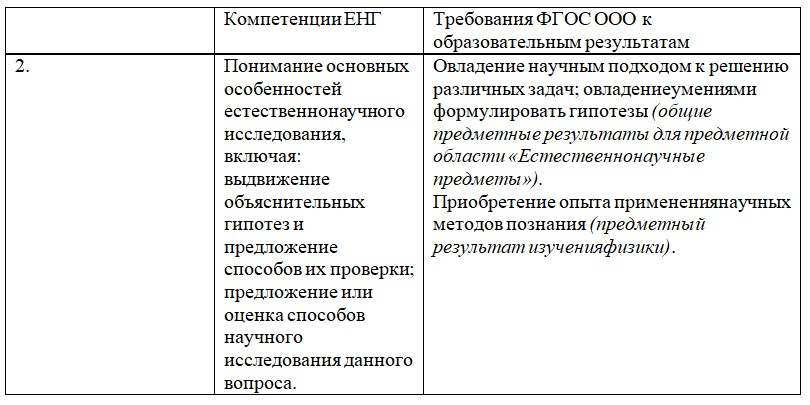 Компетенции ЕНГ
Требования ФГОС ООО к
образовательным результатам
2.
Понимание основных
особенностей
естественнонаучного
исследования,
включая:
выдвижение
объяснительных
гипотез и
предложение
способов их проверки;
предложение или
оценка способов
научного
исследования данного
вопроса.
Овладение научным подходом к решению
различных задач; овладениеумениями
формулировать гипотезы (общие
предметные результаты для предметной
области «Естественнонаучные
предметы»).
Приобретение опыта применениянаучных
методов познания (предметный
результат изученияфизики).